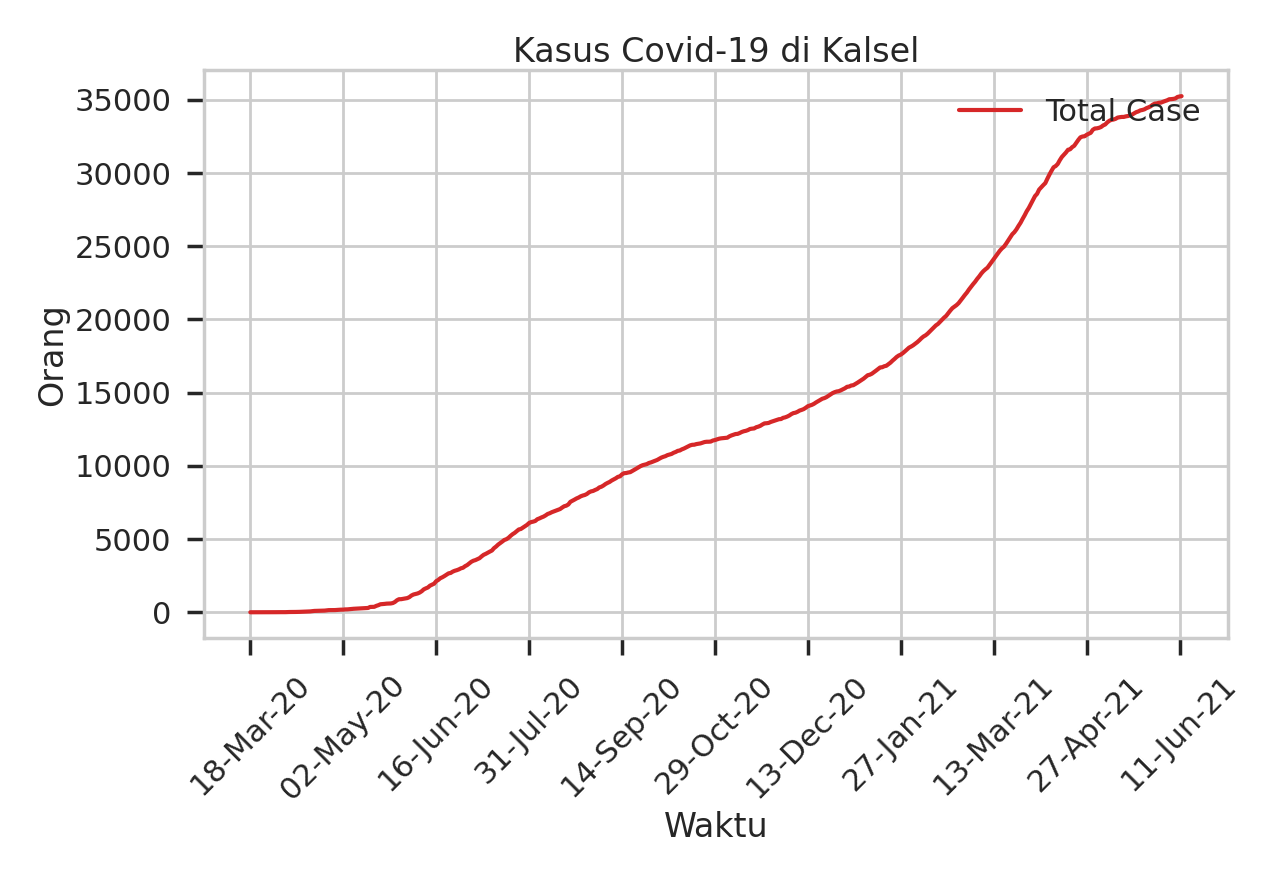 Kasus Covid-19 di Kalsel
Total Case
Orang
35000
30000
25000
20000
15000
10000
5000
0
18-Mar-20
02-May-20
16-Jun-20
31-Jul-20
14-Sep-20
29-Oct-20
13-Dec-20
27-Jan-21
13-Mar-21
27-Apr-21
11-Jun-21
Waktu